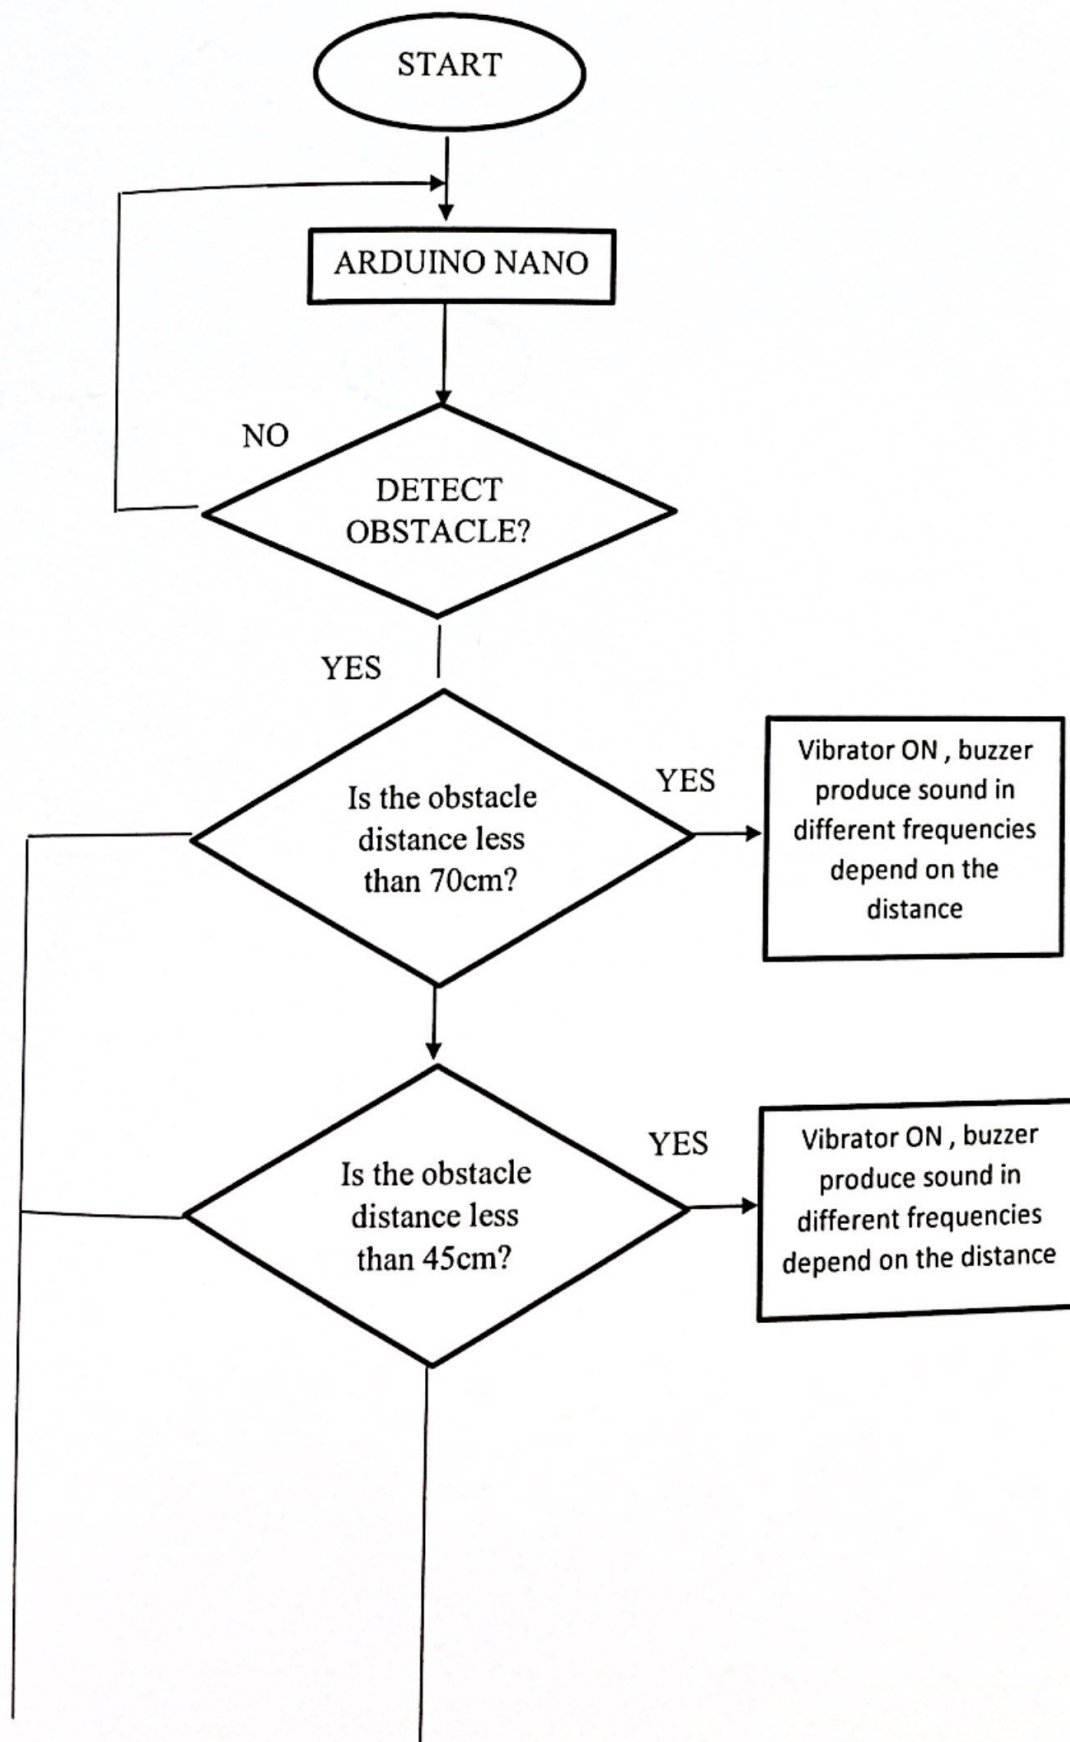 START
ARDUINO NANO
NO
DETECT
OBSTACLE?
YES
Is the obstacle
distance less
than 70cm?
YES
Vibrator ON , buzzer
produce sound in
different frequencies
depend on the
distance
Is the obstacle
distance less
than 45cm?
YES
Vibrator ON , buzzer
produce sound in
different frequencies
depend on the distance